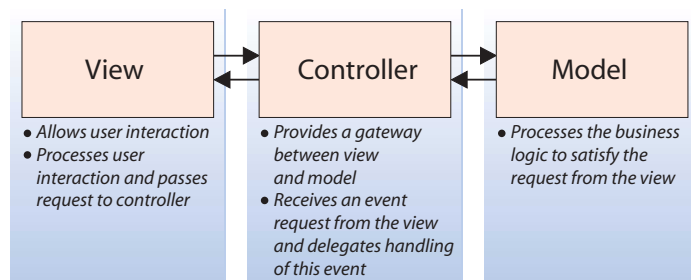 View
Controller
Model
• Allows user interaction
• Processes user
interaction and passes
request to controller
• Provides a gateway
between view
and model
• Receives an event
request from the view
and delegates handling
of this event
• Processes the business
logic to satisfy the
request from the view